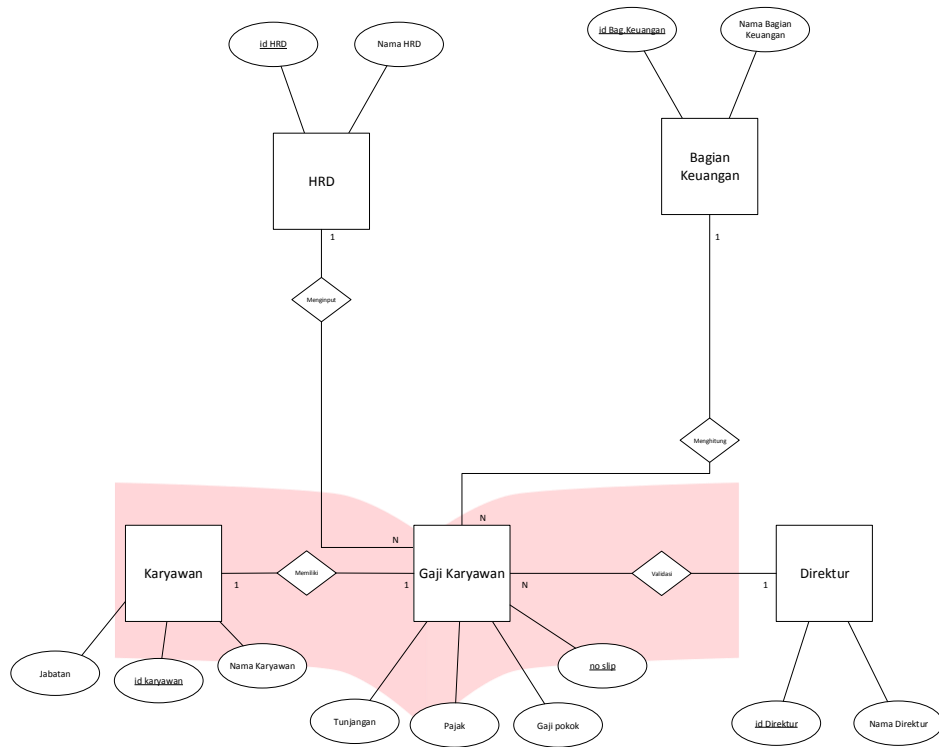 id HRD
Nama HRD
id Bag.Keuangan
Nama Bagian
Keuangan
HRD
Bagian
Keuangan
1
1
Menginput
Menghitung
N
N
Karyawan
1
Memiliki
1
Gaji Karyawan
N
Validasi
1
Direktur
Jabatan
id karyawan
Nama Karyawan
no slip
Tunjangan
Pajak
Gaji pokok
id Direktur
Nama Direktur